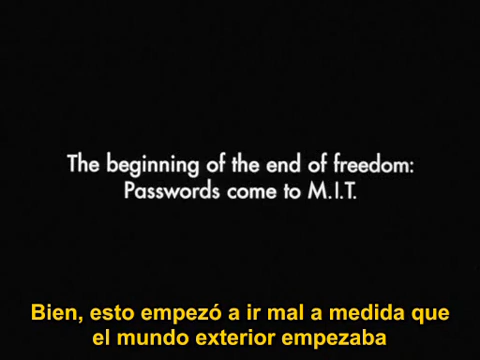 The beginning of the end of freedom:
Passwords come to M.I.T.
Bien, esto empezó a ir mal a medida que
el mundo exterior empezaba